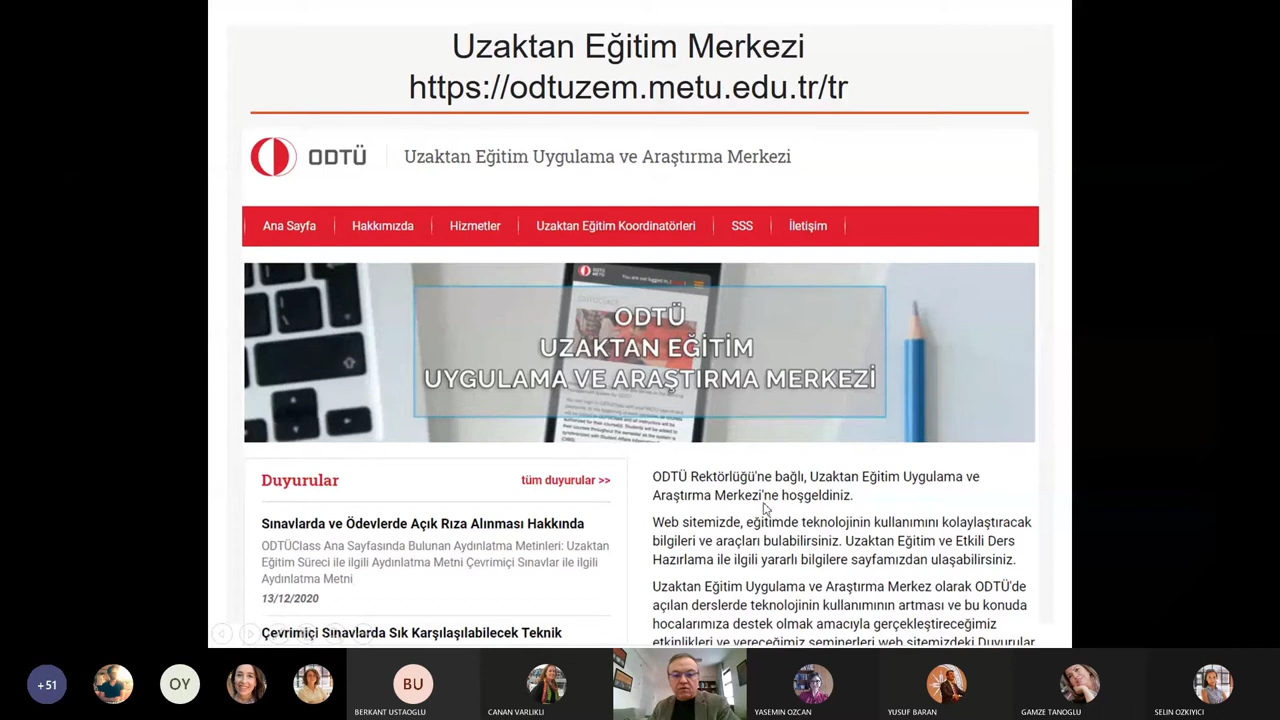 Uzaktan Eğitim Merkezi
https://odtuzem.metu.edu.tr/tr
ODTÜ
Uzaktan Eğitim Uygulama ve Araştırma Merkezi
Ana Sayfa
Hakkımızda
Hizmetler
Uzaktan Eğitim Koordinatörleri
SSS
İletişim
ODTÜ
UZAKTAN EĞİTİM
UYGULAMA VE ARAŞTIRMA MERKEZİ
Duyurular
tüm duyurular >>
Sınavlarda ve Ödevlerde Açık Rıza Alınması Hakkında
ODTÜClass Ana Sayfasında Bulunan Aydınlatma Metinleri: Uzaktan
Eğitim Süreci ile ilgili Aydınlatma Metni Çevrimiçi Sınavlar ile ilgili
Aydınlatma Metni
13/12/2020
Çevrimiçi Sınavlarda Sık Karşılaşılabilecek Teknik
ODTÜ Rektörlüğü'ne bağlı, Uzaktan Eğitim Uygulama ve
Araştırma Merkezi'ne hoşgeldiniz.
Web sitemizde, eğitimde teknolojinin kullanımını kolaylaştıracak
bilgileri ve araçları bulabilirsiniz. Uzaktan Eğitim ve Etkili Ders
Hazırlama ile ilgili yararlı bilgilere sayfamızdan ulaşabilirsiniz.
Uzaktan Eğitim Uygulama ve Araştırma Merkez olarak ODTÜ'de
açılan derslerde teknolojinin kullanımının artması ve bu konuda
hocalarımıza destek olmak amacıyla gerçekleştireceğimiz
etkinlikleri ve vereceğimiz seminerleri web sitemizdeki Duyurular
+51
OY
BU
BERKANT USTAOGLU
CANAN VARLIKLI
YASEMIN OZCAN
YUSUF BARAN
GAMZE TANOGLU
SELIN OZKIYICI